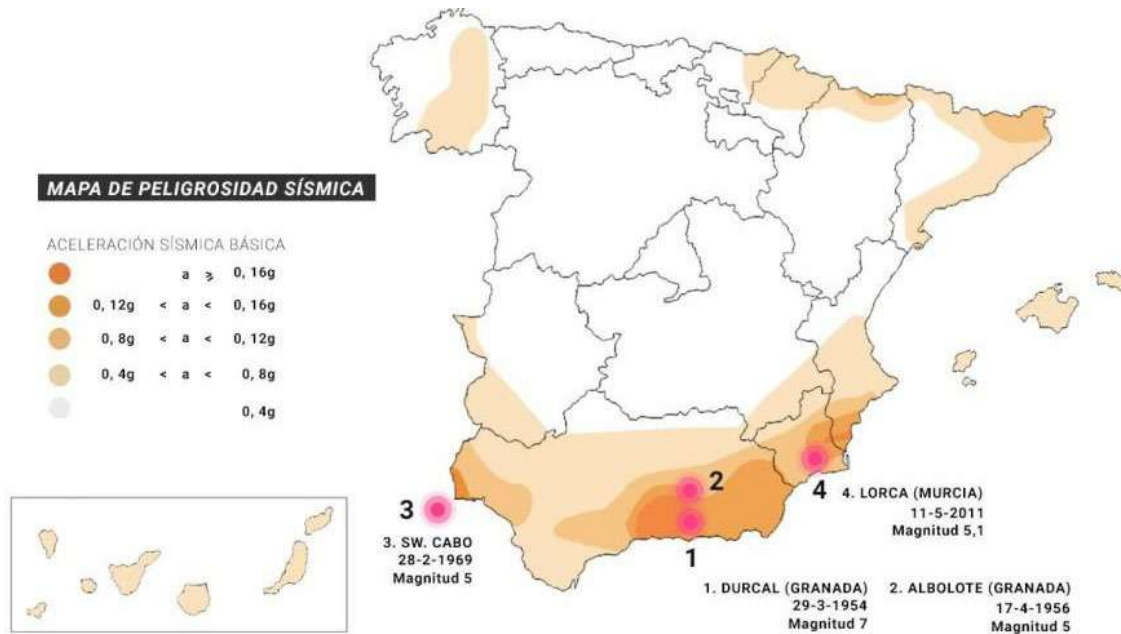 MAPA DE PELIGROSIDAD SÍSMICA
ACELERACIÓN SÍSMICA BÁSICA
a ⩾ 0, 16g
0, 12g < a < 0, 16g
0, 8g < a < 0, 12g
0, 4g < a < 0, 8g
0, 4g
2
3
4
1
3. SW. CABO
28-2-1969
Magnitud 5
4. LORCA (MURCIA)
11-5-2011
Magnitud 5,1
1. DURCAL (GRANADA)
29-3-1954
Magnitud 7
2. ALBOLOTE (GRANADA)
17-4-1956
Magnitud 5